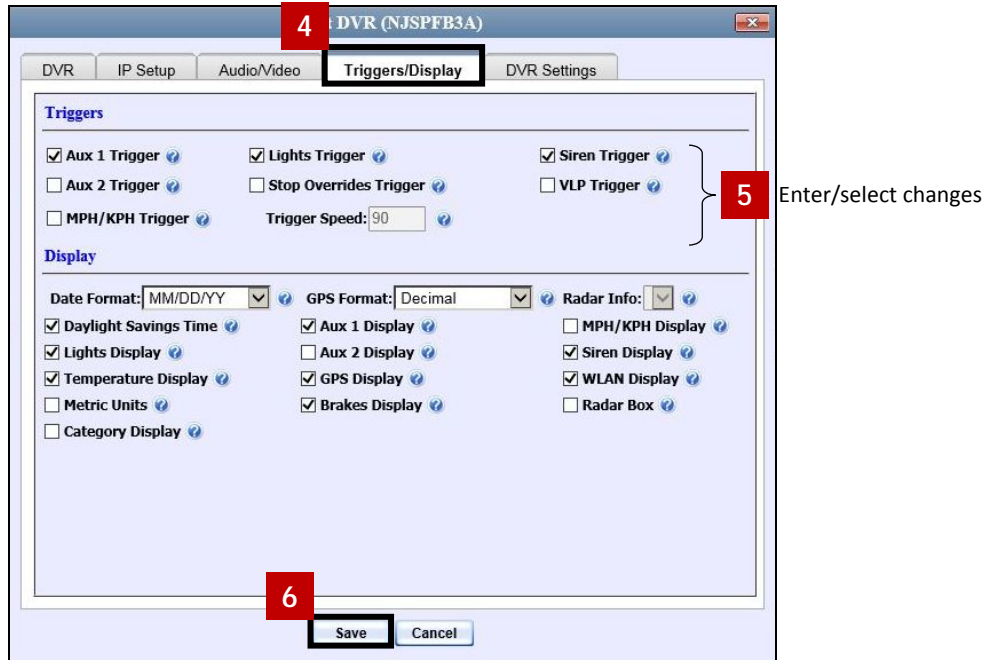 4 DVR (NJSPFB3A)
DVR IP Setup Audio/Video Triggers/Display DVR Settings
Triggers
Aux 1 Trigger Lights Trigger Siren Trigger
Aux 2 Trigger Stop Overrides Trigger VLP Trigger
5 Enter/select changes
MPH/KPH Trigger Trigger Speed: 90
Display
Date Format: MM/DD/YY GPS Format: Decimal Radar Info:
Daylight Savings Time Aux 1 Display MPH/KPH Display
Lights Display Aux 2 Display Siren Display
Temperature Display GPS Display WLAN Display
Metric Units Brakes Display Radar Box
Category Display
6
Save Cancel